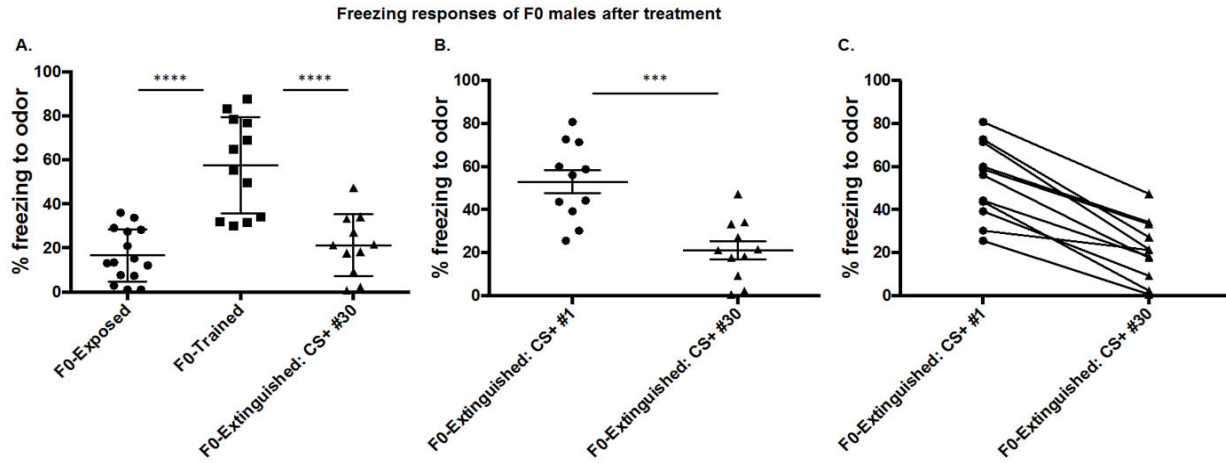 Freezing responses of F0 males after treatment
A.
% freezing to odor
100
80
60
40
20
0
****
****
F0-Exposed
F0-Trained
F0-Extinguished: CS+ #30
B.
% freezing to odor
100
80
60
40
20
0
***
F0-Extinguished: CS+ #1
F0-Extinguished: CS+ #30
C.
% freezing to odor
100
80
60
40
20
0
F0-Extinguished: CS+ #1
F0-Extinguished: CS+ #30